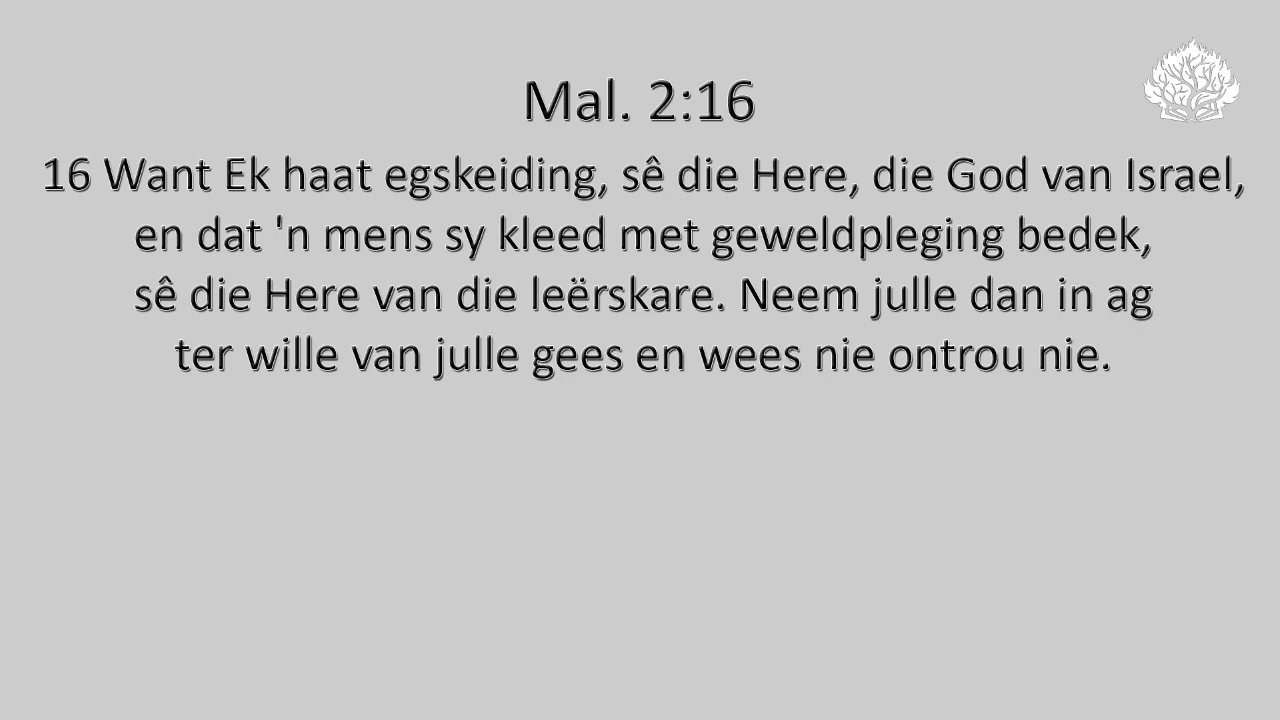 Mal. 2:16
16 Want Ek haat egskeiding, sê die Here, die God van Israel,
en dat 'n mens sy kleed met geweldpleging bedek,
sê die Here van die leërskare. Neem julle dan in ag
ter wille van julle gees en wees nie ontrou nie.